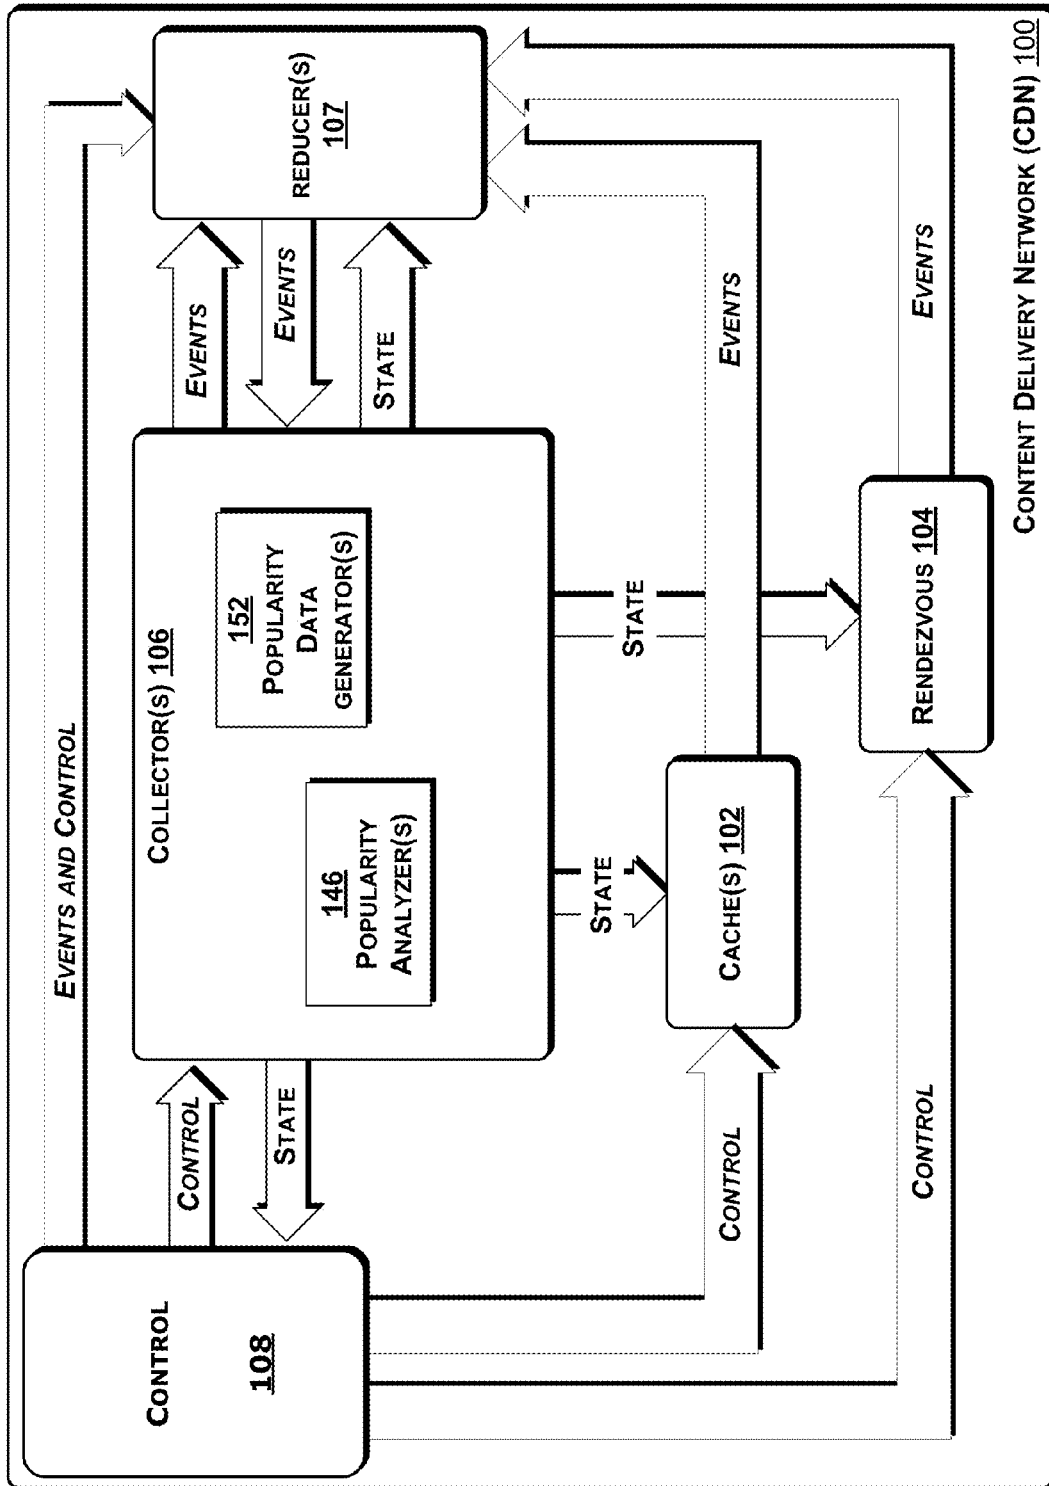 EVENTS AND CONTROL
CONTROL
108
CONTROL
STATE
COLLECTOR(S) 106
146
POPULARITY
ANALYZER(S)
152
POPULARITY
DATA
GENERATOR(S)
EVENTS
EVENTS
STATE
REDUCER(S)
107
STATE
STATE
CONTROL
CACHE(S) 102
EVENTS
CONTROL
RENDEZVOUS 104
EVENTS
CONTENT DELIVERY NETWORK (CDN) 100